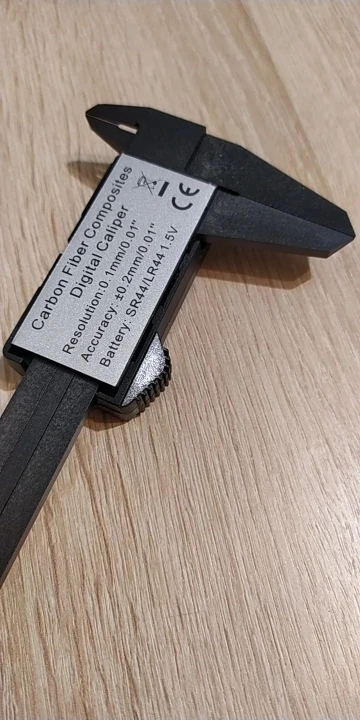 Carbon Fiber Composites
Digital Caliper
Resolution:0.1mm/0.01"
Accuracy: ±0.2mm/0.01"
Battery: SR44/LR44 1.5V
CE